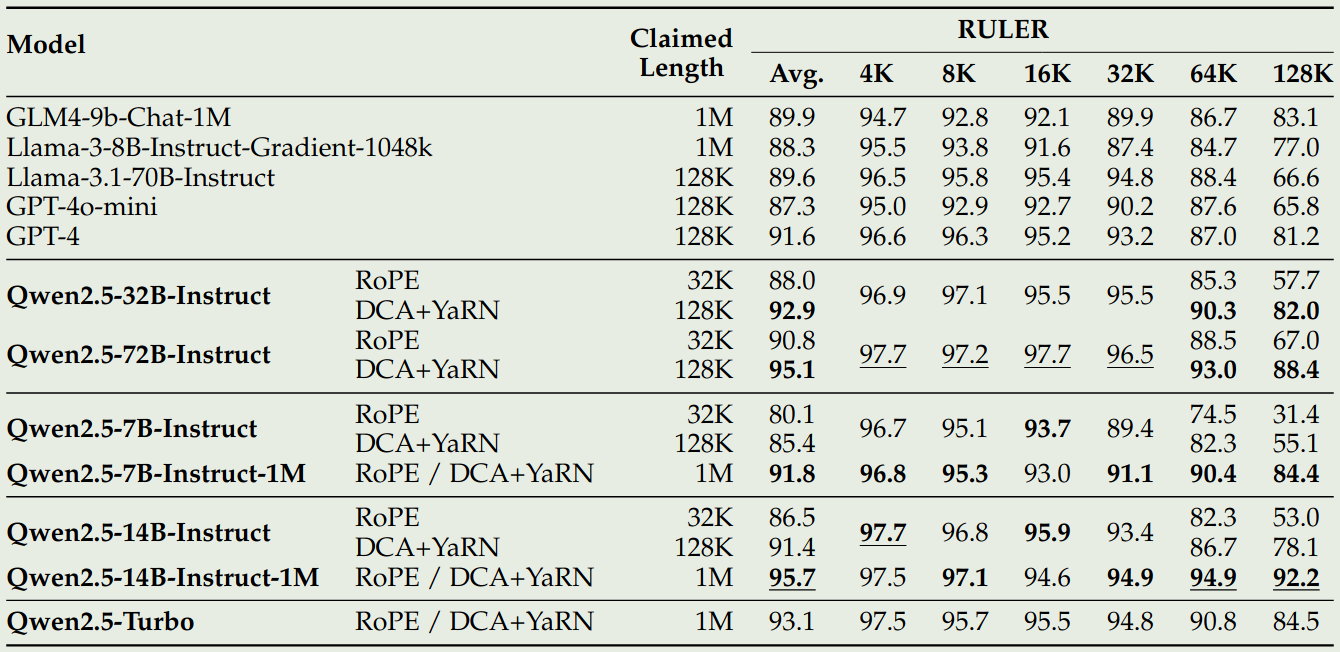 Model Claimed Length RULER
Avg. 4K 8K 16K 32K 64K 128K
GLM4-9b-Chat-1M 1M 89.9 94.7 92.8 92.1 89.9 86.7 83.1
Llama-3-8B-Instruct-Gradient-1048k 1M 88.3 95.5 93.8 91.6 87.4 84.7 77.0
Llama-3.1-70B-Instruct 128K 89.6 96.5 95.8 95.4 94.8 88.4 66.6
GPT-4o-mini 128K 87.3 95.0 92.9 92.7 90.2 87.6 65.8
GPT-4 128K 91.6 96.6 96.3 95.2 93.2 87.0 81.2
Qwen2.5-32B-Instruct RoPE 32K 88.0 96.9 97.1 95.5 95.5 85.3 57.7
DCA+YaRN 128K 92.9 90.3 82.0
Qwen2.5-72B-Instruct RoPE 32K 90.8 97.7 97.2 97.7 96.5 88.5 67.0
DCA+YaRN 128K 95.1 93.0 88.4
Qwen2.5-7B-Instruct RoPE 32K 80.1 96.7 95.1 93.7 89.4 74.5 31.4
DCA+YaRN 128K 85.4 82.3 55.1
Qwen2.5-7B-Instruct-1M RoPE / DCA+YaRN 1M 91.8 96.8 95.3 93.0 91.1 90.4 84.4
Qwen2.5-14B-Instruct RoPE 32K 86.5 97.7 96.8 95.9 93.4 82.3 53.0
DCA+YaRN 128K 91.4 86.7 78.1
Qwen2.5-14B-Instruct-1M RoPE / DCA+YaRN 1M 95.7 97.5 97.1 94.6 94.9 94.9 92.2
Qwen2.5-Turbo RoPE / DCA+YaRN 1M 93.1 97.5 95.7 95.5 94.8 90.8 84.5